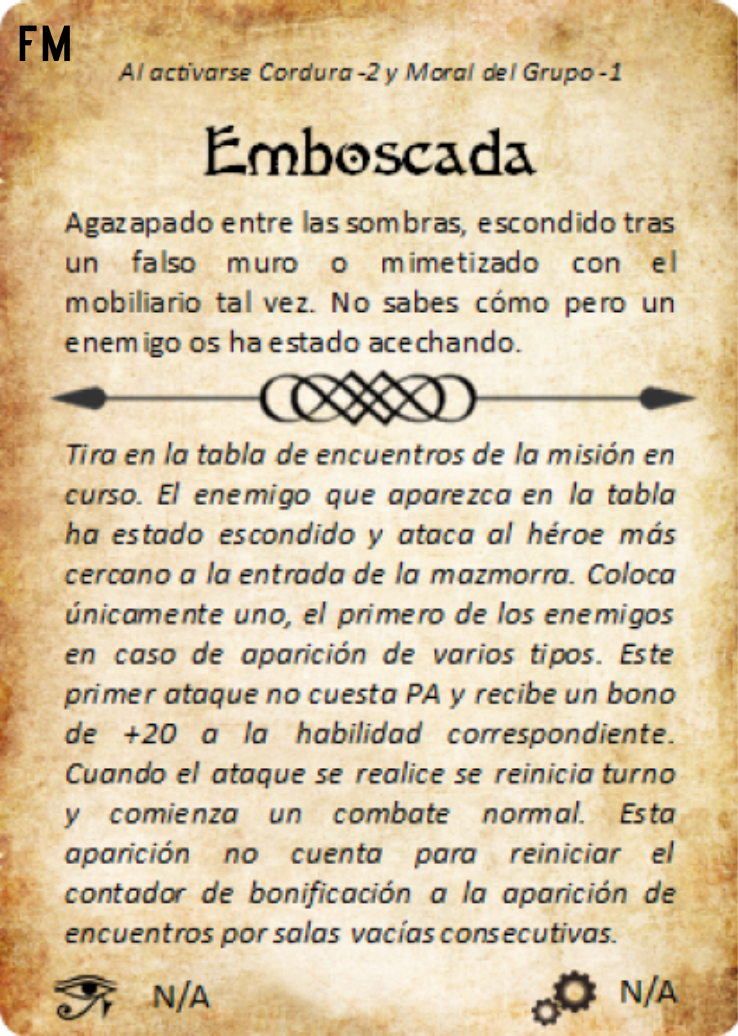 FM
Al activarse Cordura -2 y Moral del Grupo -1
Emboscada
Agazapado entre las sombras, escondido tras
un falso muro o mimetizado con el
mobiliario tal vez. No sabes cómo pero un
enemigo os ha estado acechando.
Tira en la tabla de encuentros de la misión en
curso. El enemigo que aparezca en la tabla
ha estado escondido y ataca al héroe más
cercano a la entrada de la mazmorra. Coloca
únicamente uno, el primero de los enemigos
en caso de aparición de varios tipos. Este
primer ataque no cuesta PA y recibe un bono
de +20 a la habilidad correspondiente.
Cuando el ataque se realice se reinicia turno
y comienza un combate normal. Esta
aparición no cuenta para reiniciar el
contador de bonificación a la aparición de
encuentros por salas vacías consecutivas.
N/A
N/A